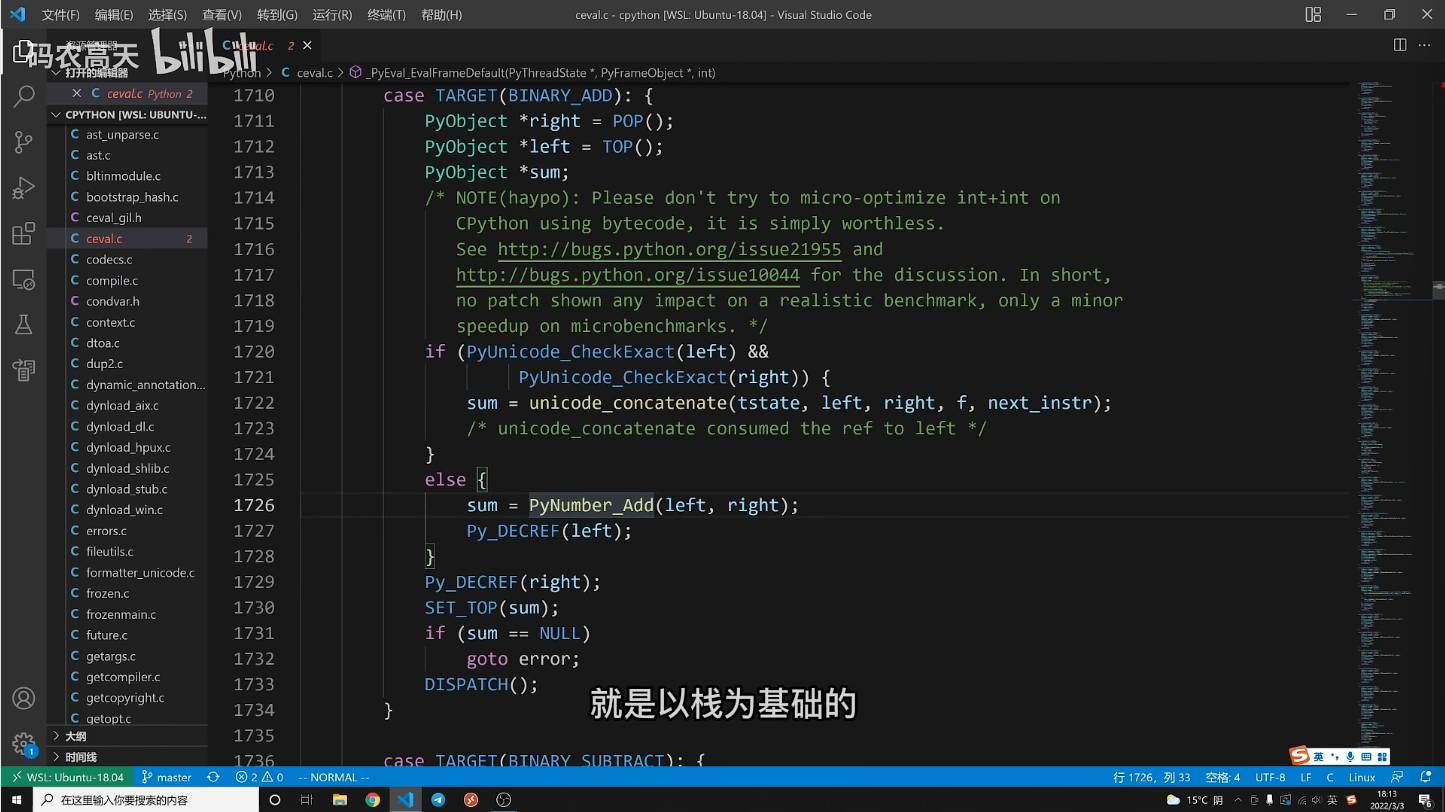 文件(F) 编辑(E) 选择(S) 查看(V) 转到(G) 运行(R) 终端(T) 帮助(H)
ceval.c - cpython [WSL: Ubuntu-18.04] - Visual Studio Code
码农高天 bilibili
ceval.c 2
打开的编辑器
ceval.c Python 2
CPYTHON [WSL: UBUNTU-...
C ast_unparse.c
C ast.c
C bltinmodule.c
C bootstrap_hash.c
C ceval_gil.h
C ceval.c 2
C codecs.c
C compile.c
C condvar.h
C context.c
C dtoa.c
C dup2.c
C dynamic_annotation...
C dynload_aix.c
C dynload_dl.c
C dynload_hpux.c
C dynload_shlib.c
C dynload_stub.c
C dynload_win.c
C errors.c
C fileutils.c
C formatter_unicode.c
C frozen.c
C frozenmain.c
C future.c
C getargs.c
C getcompiler.c
C getcopyright.c
C getopt.c
大纲
时间线
Python > C ceval.c > _PyEval_EvalFrameDefault(PyThreadState *, PyFrameObject *, int)
1710 case TARGET(BINARY_ADD): {
1711 PyObject *right = POP();
1712 PyObject *left = TOP();
1713 PyObject *sum;
1714 /* NOTE(haypo): Please don't try to micro-optimize int+int on
1715 CPython using bytecode, it is simply worthless.
1716 See http://bugs.python.org/issue21955 and
1717 http://bugs.python.org/issue10044 for the discussion. In short,
1718 no patch shown any impact on a realistic benchmark, only a minor
1719 speedup on microbenchmarks. */
1720 if (PyUnicode_CheckExact(left) &&
1721 PyUnicode_CheckExact(right)) {
1722 sum = unicode_concatenate(tstate, left, right, f, next_instr);
1723 /* unicode_concatenate consumed the ref to left */
1724 }
1725 else {
1726 sum = PyNumber_Add(left, right);
1727 Py_DECREF(left);
1728 }
1729 Py_DECREF(right);
1730 SET_TOP(sum);
1731 if (sum == NULL)
1732 goto error;
1733 DISPATCH();
1734 }
1735
1736 case TARGET(BINARY_SUBTRACT): {
就是以栈为基础的
英
1
WSL: Ubuntu-18.04 master 2 0 -- NORMAL -- 行 1726，列 33 空格: 4 UTF-8 LF C Linux
在这里输入你要搜索的内容
15°C 阴 英 18:13
2022/3/3